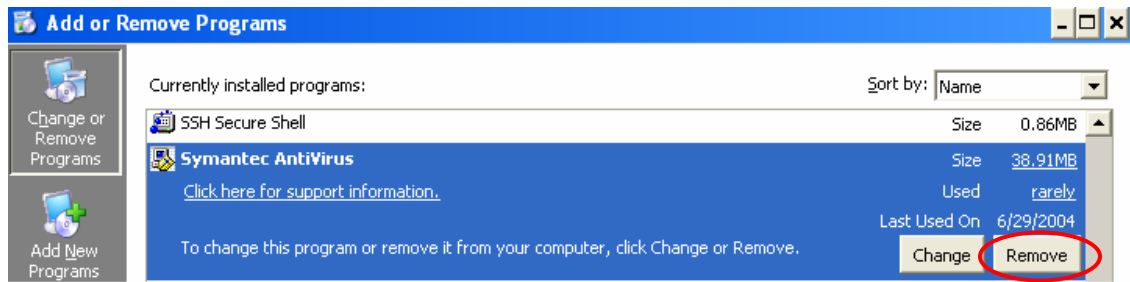 Add or Remove Programs
Change or
Remove
Programs
Add New
Programs
Currently installed programs:
Sort by: Name
SSH Secure Shell
Size 0.86MB
Symantec AntiVirus
Size 38.91MB
Click here for support information.
Used rarely
Last Used On 6/29/2004
To change this program or remove it from your computer, click Change or Remove.
Change
Remove